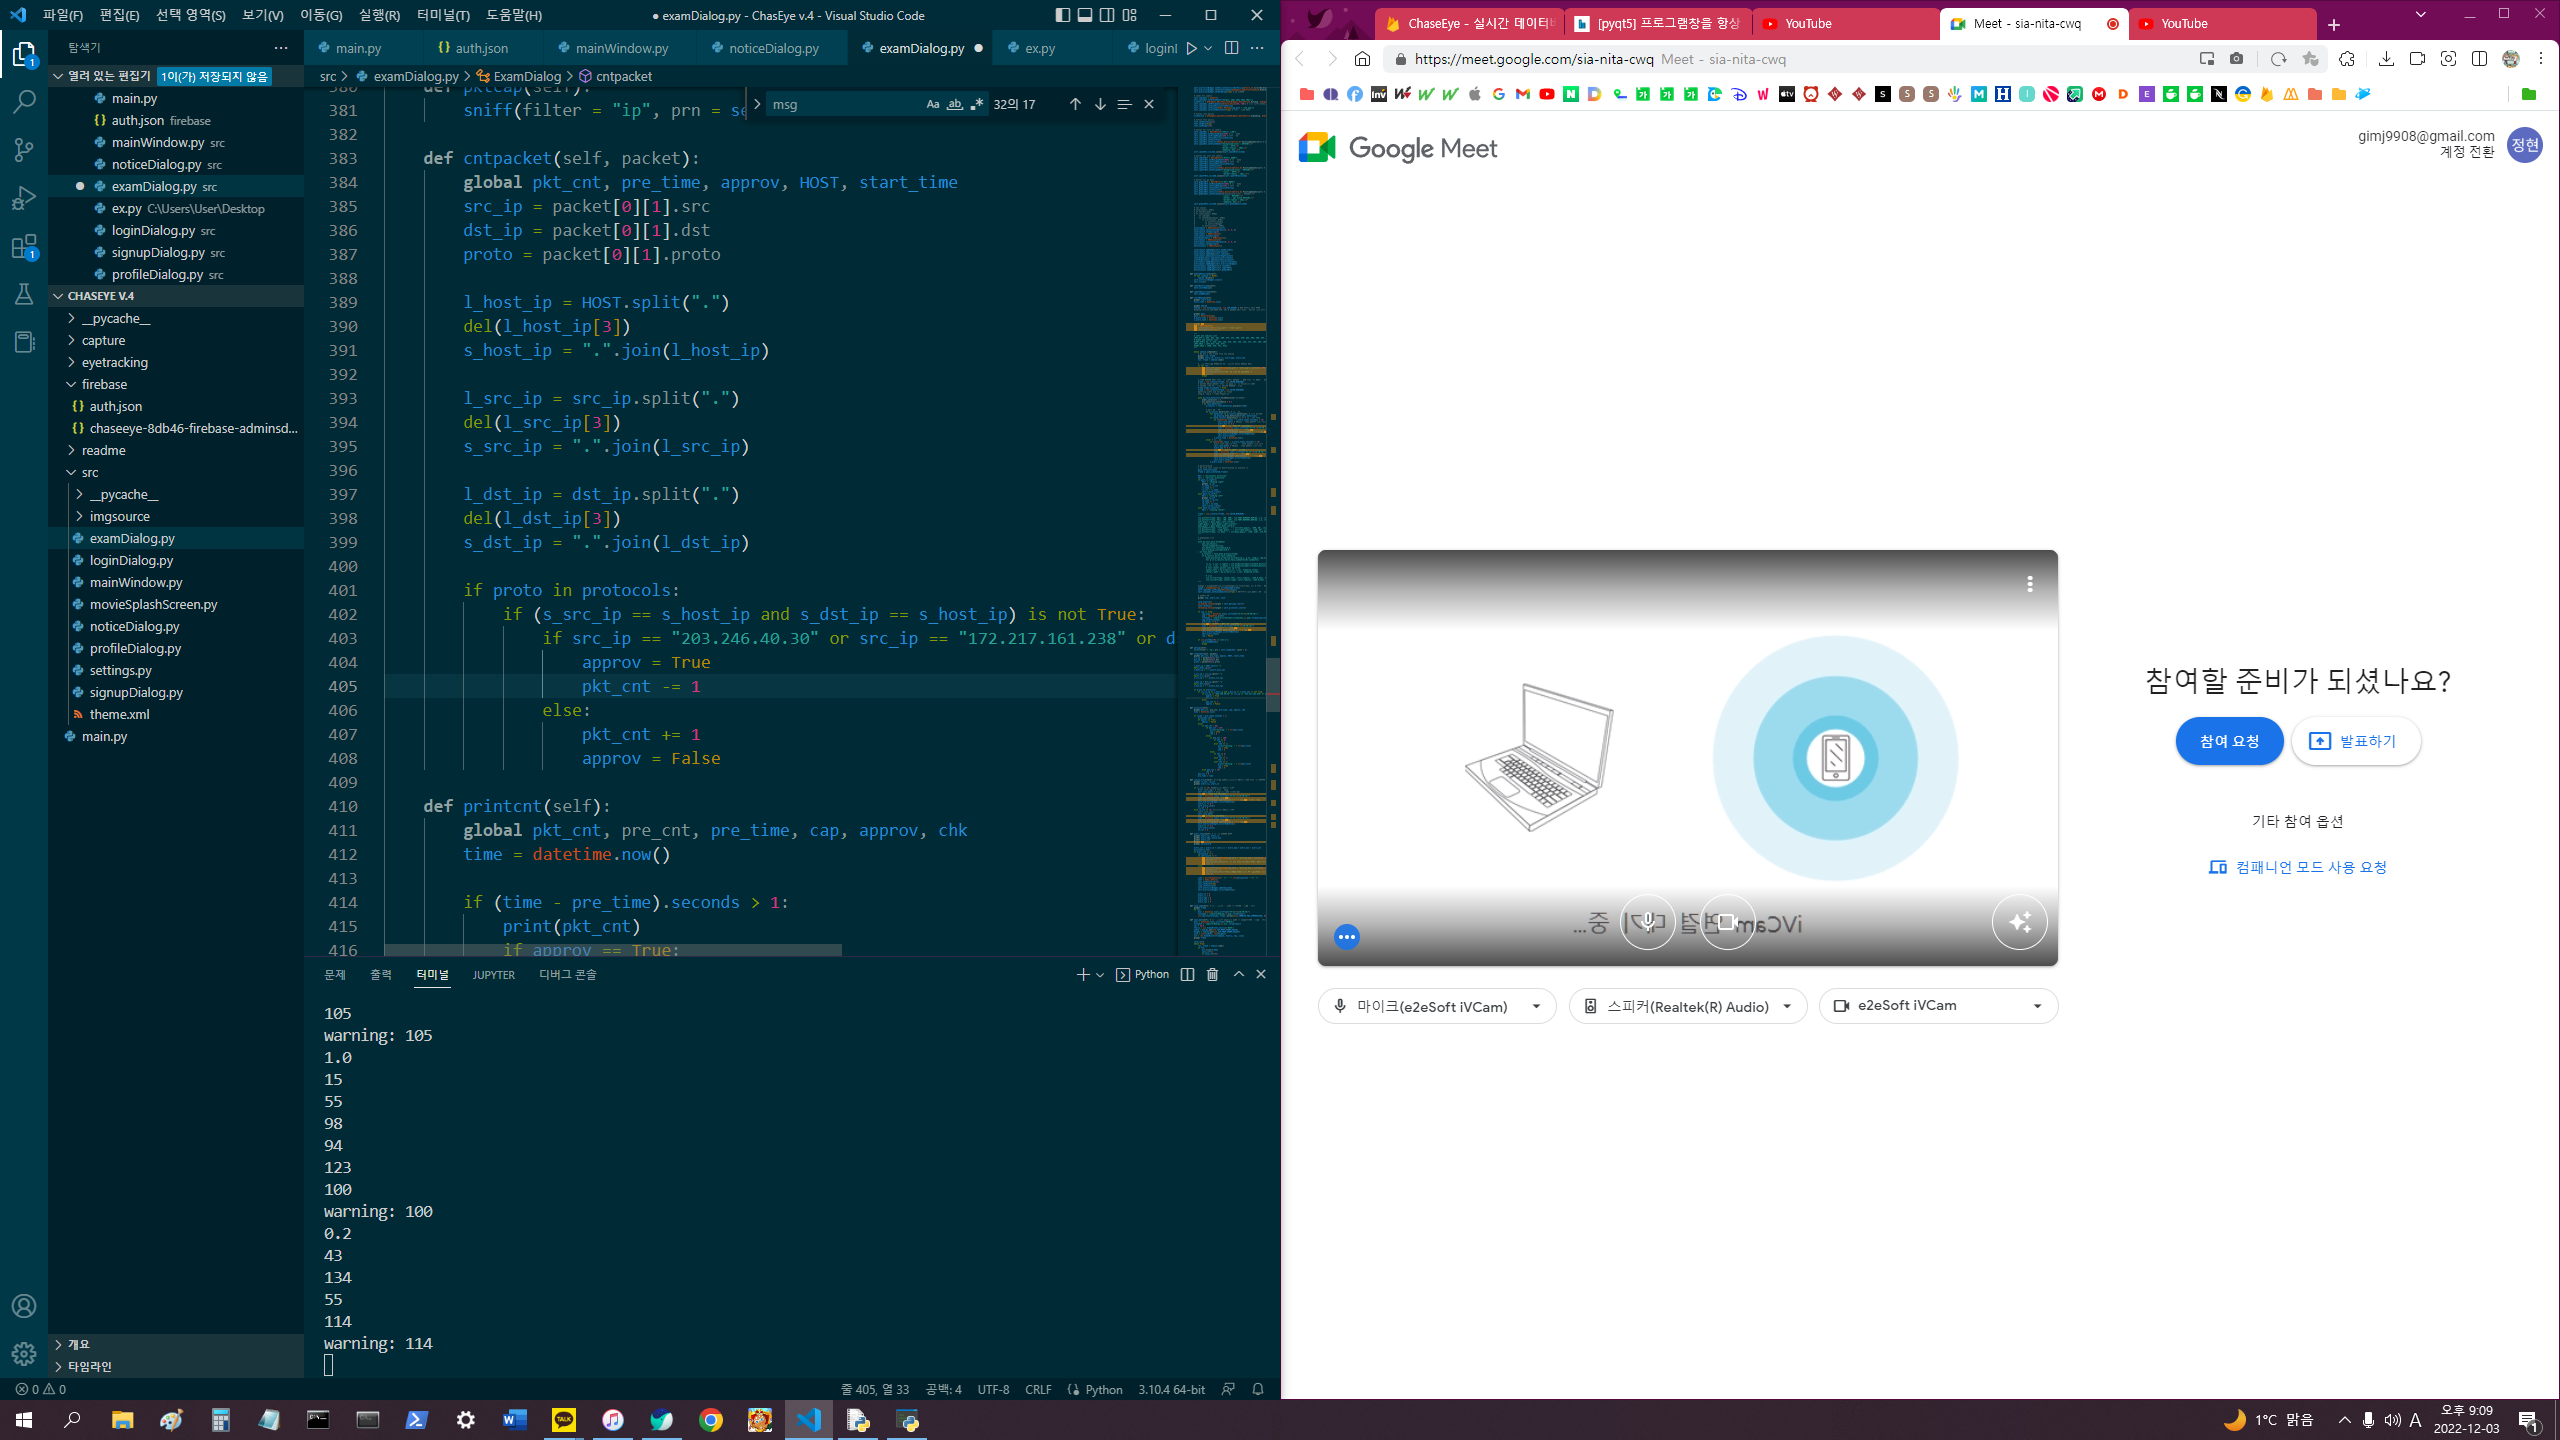 파일(F) 편집(E) 선택 영역(S) 보기(V) 이동(G) 실행(R) 터미널(T) 도움말(H)
● examDialog.py - ChasEye v.4 - Visual Studio Code
탐색기
열려 있는 편집기 1이(가) 저장되지 않음
main.py
auth.json firebase
mainWindow.py src
noticeDialog.py src
examDialog.py src
ex.py C:\Users\User\Desktop
loginDialog.py src
signupDialog.py src
profileDialog.py src
CHASEYE V.4
__pycache__
capture
eyetracking
firebase
auth.json
chaseeye-8db46-firebase-adminsd...
readme
src
__pycache__
imgsource
examDialog.py
loginDialog.py
mainWindow.py
movieSplashScreen.py
noticeDialog.py
profileDialog.py
settings.py
signupDialog.py
theme.xml
main.py
개요
타임라인
main.py auth.json mainWindow.py noticeDialog.py examDialog.py ex.py loginl
src > examDialog.py > ExamDialog > cntpacket
msg 32의 17
380 def pktcap(self):
381 sniff(filter = "ip", prn = se
382
383 def cntpacket(self, packet):
384 global pkt_cnt, pre_time, approv, HOST, start_time
385 src_ip = packet[0][1].src
386 dst_ip = packet[0][1].dst
387 proto = packet[0][1].proto
388
389 l_host_ip = HOST.split(".")
390 del(l_host_ip[3])
391 s_host_ip = ".".join(l_host_ip)
392
393 l_src_ip = src_ip.split(".")
394 del(l_src_ip[3])
395 s_src_ip = ".".join(l_src_ip)
396
397 l_dst_ip = dst_ip.split(".")
398 del(l_dst_ip[3])
399 s_dst_ip = ".".join(l_dst_ip)
400
401 if proto in protocols:
402 if (s_src_ip == s_host_ip and s_dst_ip == s_host_ip) is not True:
403 if src_ip == "203.246.40.30" or src_ip == "172.217.161.238" or d
404 approv = True
405 pkt_cnt -= 1
406 else:
407 pkt_cnt += 1
408 approv = False
409
410 def printcnt(self):
411 global pkt_cnt, pre_cnt, pre_time, cap, approv, chk
412 time = datetime.now()
413
414 if (time - pre_time).seconds > 1:
415 print(pkt_cnt)
416 if approv == True:
문제 출력 터미널 JUPYTER 디버그 콘솔 Python
105
warning: 105
1.0
15
55
98
94
123
100
warning: 100
0.2
43
134
55
114
warning: 114
0 0 줄 405, 열 33 공백: 4 UTF-8 CRLF Python 3.10.4 64-bit
ChaseEye - 실시간 데이터 [pyqt5] 프로그램창을 항상 YouTube Meet - sia-nita-cwq YouTube
https://meet.google.com/sia-nita-cwq Meet - sia-nita-cwq
Google Meet
gimj9908@gmail.com
계정 전환
정현
iVCam 연결 대기 중...
마이크(e2eSoft iVCam) 스피커(Realtek(R) Audio) e2eSoft iVCam
참여할 준비가 되셨나요?
참여 요청 발표하기
기타 참여 옵션
컴패니언 모드 사용 요청
1°C 맑음 A 오후 9:09
2022-12-03
1